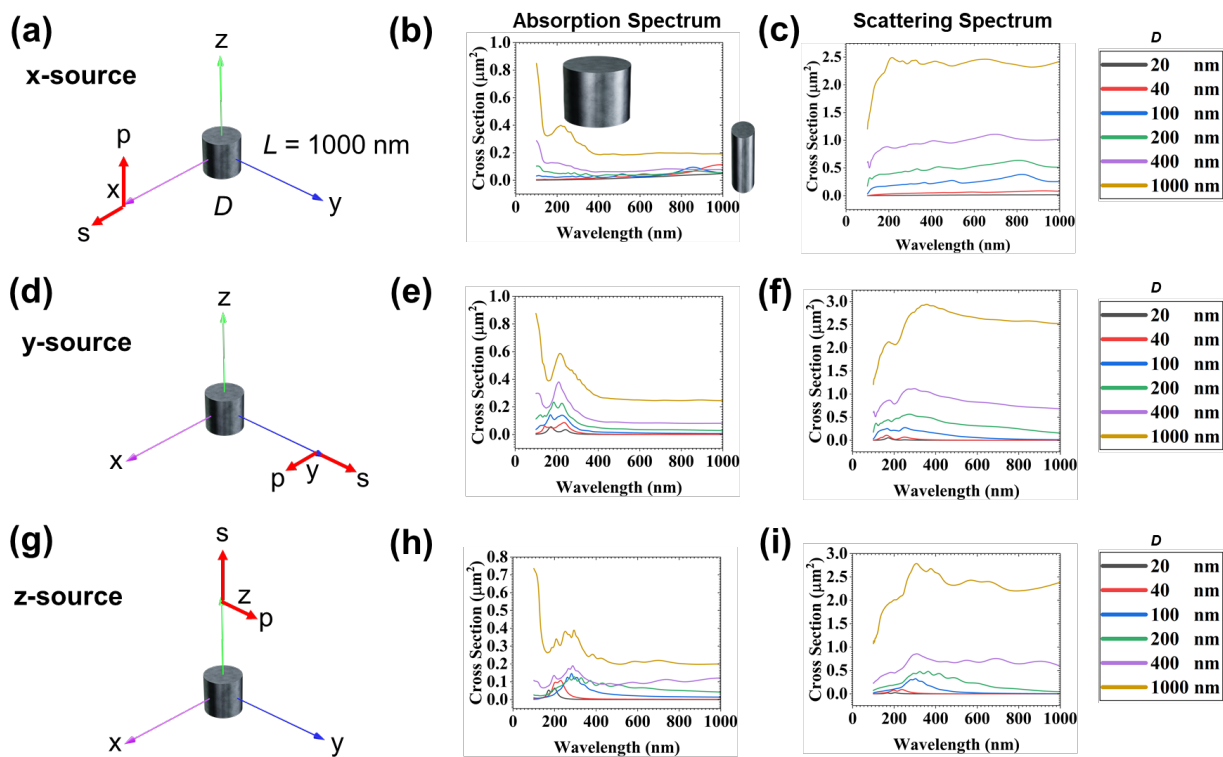 (a)
x-source
z
p
x
s
D
y
L = 1000 nm
(b)
Absorption Spectrum
Cross Section (μm²)
1.0
0.8
0.6
0.4
0.2
0.0
0 200 400 600 800 1000
Wavelength (nm)
(c)
Scattering Spectrum
Cross Section (μm²)
2.5
2.0
1.5
1.0
0.5
0.0
0 200 400 600 800 1000
Wavelength (nm)
D
20 nm
40 nm
100 nm
200 nm
400 nm
1000 nm
(d)
y-source
z
x
p
y
s
(e)
Cross Section (μm²)
1.0
0.8
0.6
0.4
0.2
0.0
0 200 400 600 800 1000
Wavelength (nm)
(f)
Cross Section (μm²)
3.0
2.5
2.0
1.5
1.0
0.5
0.0
0 200 400 600 800 1000
Wavelength (nm)
D
20 nm
40 nm
100 nm
200 nm
400 nm
1000 nm
(g)
z-source
s
z
p
x
y
(h)
Cross Section (μm²)
0.8
0.7
0.6
0.5
0.4
0.3
0.2
0.1
0.0
0 200 400 600 800 1000
Wavelength (nm)
(i)
Cross Section (μm²)
3.0
2.5
2.0
1.5
1.0
0.5
0.0
0 200 400 600 800 1000
Wavelength (nm)
D
20 nm
40 nm
100 nm
200 nm
400 nm
1000 nm